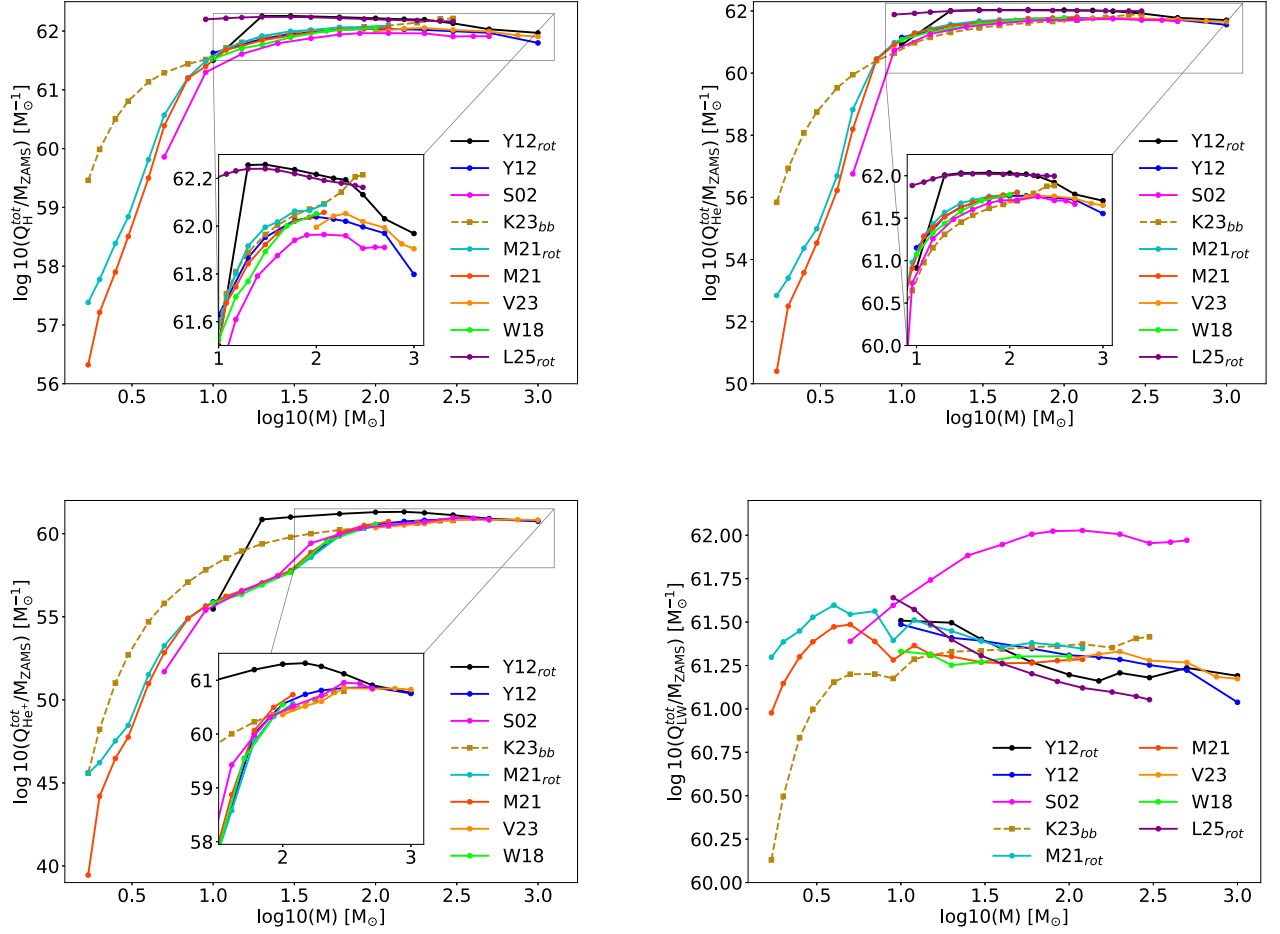 log10(Q_H^tot/M_ZAMS) [M_⊙^−1]
62
61
60
59
58
57
56
0.5 1.0 1.5 2.0 2.5 3.0
log10(M) [M_⊙]
62.2
62.0
61.8
61.6
1 2 3
Y12_rot
Y12
S02
K23_bb
M21_rot
M21
V23
W18
L25_rot
log10(Q_He^tot/M_ZAMS) [M_⊙^−1]
62
60
58
56
54
52
50
0.5 1.0 1.5 2.0 2.5 3.0
log10(M) [M_⊙]
62.0
61.5
61.0
60.5
60.0
1 2 3
Y12_rot
Y12
S02
K23_bb
M21_rot
M21
V23
W18
L25_rot
log10(Q_He+^tot/M_ZAMS) [M_⊙^−1]
60
55
50
45
40
0.5 1.0 1.5 2.0 2.5 3.0
log10(M) [M_⊙]
61
60
59
58
2 3
Y12_rot
Y12
S02
K23_bb
M21_rot
M21
V23
W18
log10(Q_LW^tot/M_ZAMS) [M_⊙^−1]
62.00
61.75
61.50
61.25
61.00
60.75
60.50
60.25
60.00
0.5 1.0 1.5 2.0 2.5 3.0
log10(M) [M_⊙]
Y12_rot
Y12
S02
K23_bb
M21_rot
M21
V23
W18
L25_rot